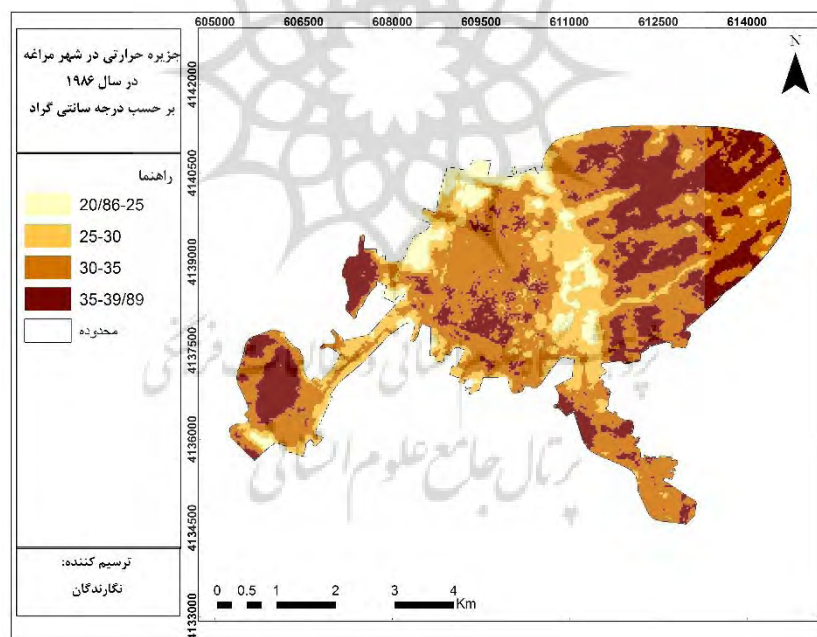 605000 606500 608000 609500 611000 612500 614000
جزیره حرارتی در شهر مراغه
در سال ۱۹۸۶
بر حسب درجه سانتی گراد
راهنما
20/86-25
25-30
30-35
35-39/89
محدوده
ترسیم کننده:
نگارندگان
N
4142000
4140500
4139000
4137500
4136000
4134500
4133000
0 0.5 1 2 3 4
Km
پرتال جامع علوم انسانی